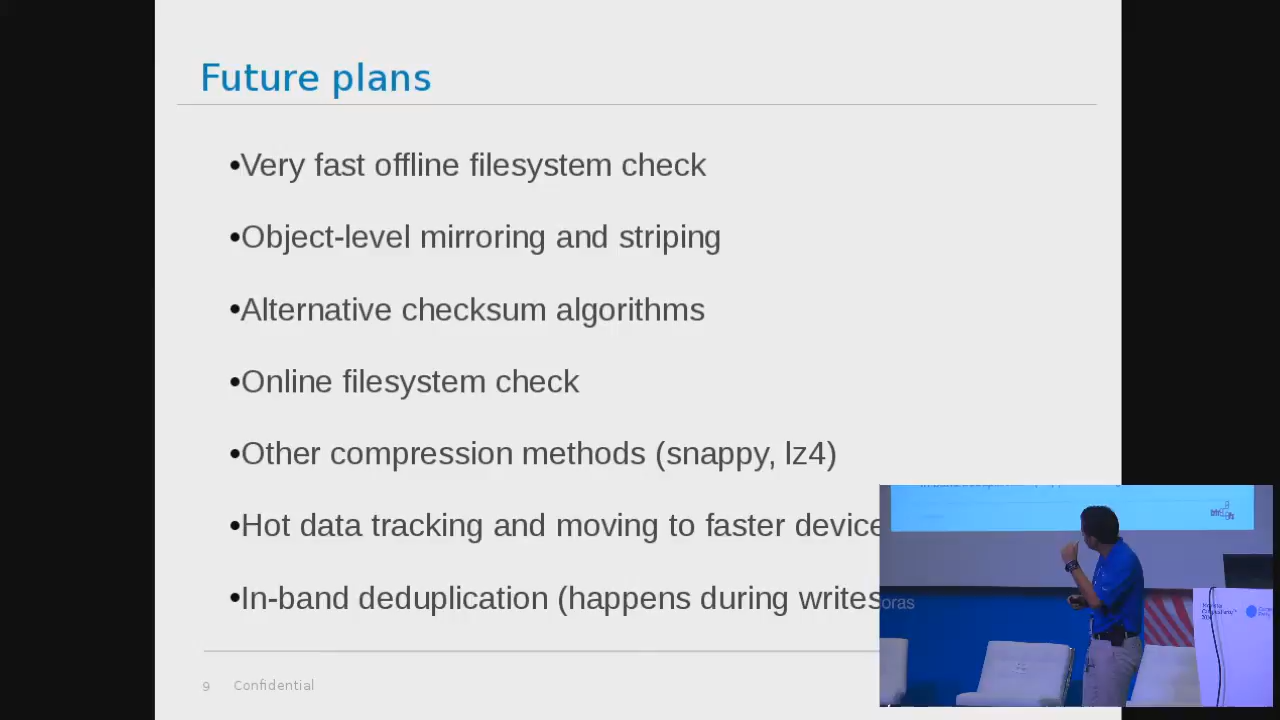 Future plans
•Very fast offline filesystem check
•Object-level mirroring and striping
•Alternative checksum algorithms
•Online filesystem check
•Other compression methods (snappy, lz4)
•Hot data tracking and moving to faster device
•In-band deduplication (happens during writes
oras
9 Confidential